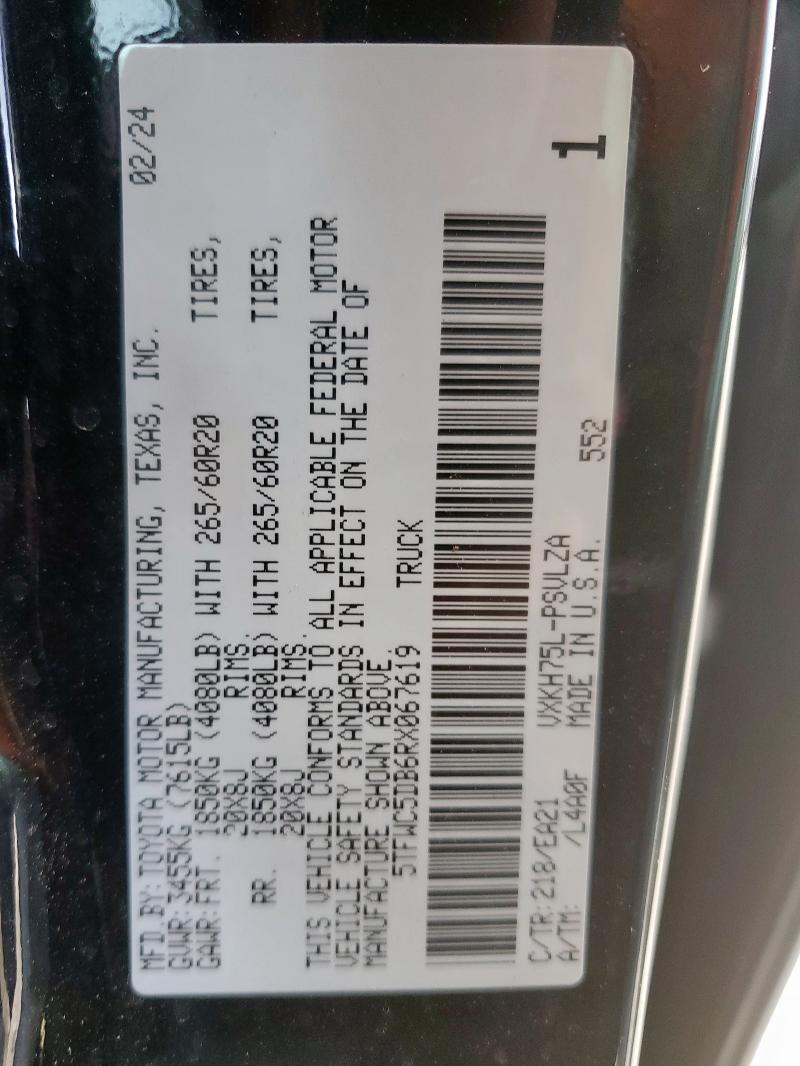 MFD.BY:TOYOTA MOTOR MANUFACTURING, TEXAS, INC. 02/24
GVWR:3455KG (7615LB)
GAWR:FRT. 1850KG (4080LB) WITH 265/60R20 TIRES,
20X8J RIMS.
RR. 1850KG (4080LB) WITH 265/60R20 TIRES,
20X8J RIMS.
THIS VEHICLE CONFORMS TO ALL APPLICABLE FEDERAL MOTOR
VEHICLE SAFETY STANDARDS IN EFFECT ON THE DATE OF
MANUFACTURE SHOWN ABOVE.
5TFWC5DB6RX067619 TRUCK
C/TR:218/EA21 VXKH75L-PSVLZA
A/TM: /L4A0F MADE IN U.S.A. 552
1